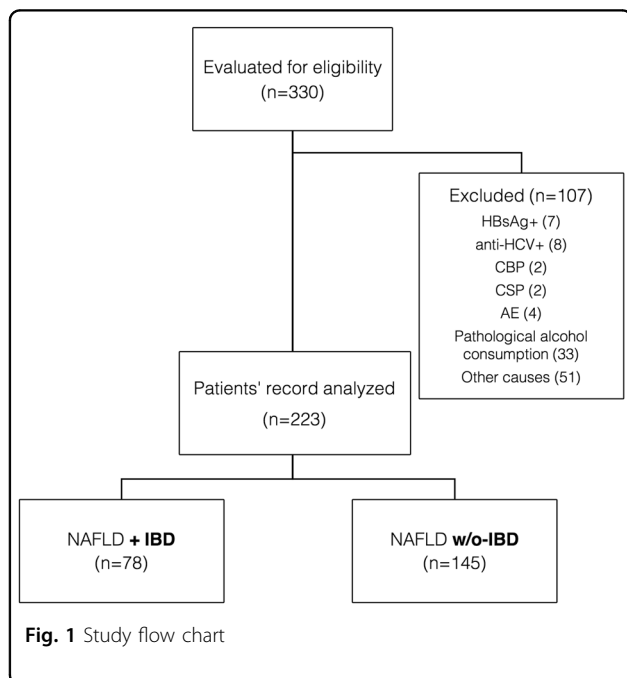 Evaluated for eligibility
(n=330)
Excluded (n=107)
HBsAg+ (7)
anti-HCV+ (8)
CBP (2)
CSP (2)
AE (4)
Pathological alcohol
consumption (33)
Other causes (51)
Patients' record analyzed
(n=223)
NAFLD + IBD
(n=78)
NAFLD w/o-IBD
(n=145)
Fig. 1 Study flow chart